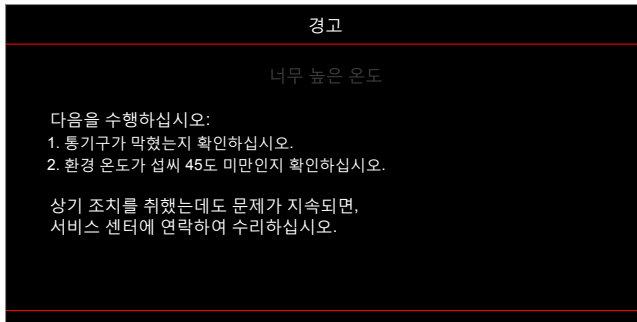 경고
너무 높은 온도
다음을 수행하십시오:
1. 통기구가 막혔는지 확인하십시오.
2. 환경 온도가 섭씨 45도 미만인지 확인하십시오.
상기 조치를 취했는데도 문제가 지속되면,
서비스 센터에 연락하여 수리하십시오.